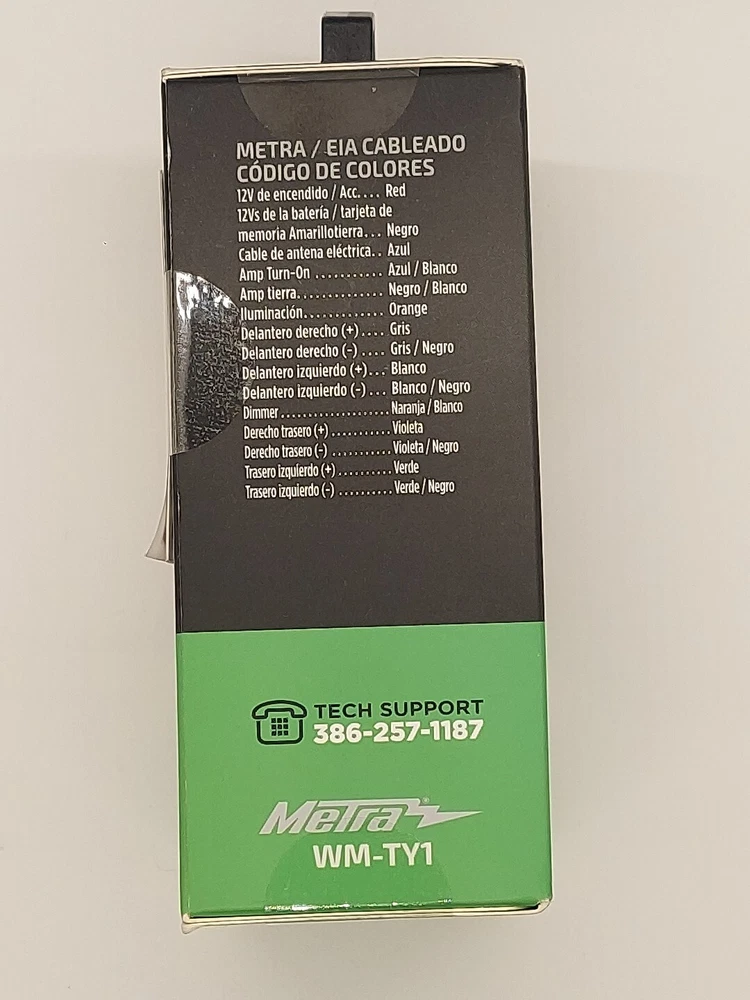 METRA / EIA CABLEADO
CÓDIGO DE COLORES
12V de encendido / Acc.... Red
12Vs de la batería / tarjeta de
memoria Amarillotierra... Negro
Cable de antena eléctrica.. Azul
Amp Turn-On ........... Azul / Blanco
Amp tierra.............. Negro / Blanco
Iluminación............. Orange
Delantero derecho (+).... Gris
Delantero derecho (-) .... Gris / Negro
Delantero izquierdo (+)... Blanco
Delantero izquierdo (-) ... Blanco / Negro
Dimmer.................... Naranja / Blanco
Derecho trasero (+) ........... Violeta
Derecho trasero (-) ........... Violeta / Negro
Trasero izquierdo (+) .......... Verde
Trasero izquierdo (-) .......... Verde / Negro
TECH SUPPORT
386-257-1187
Metra®
WM-TY1